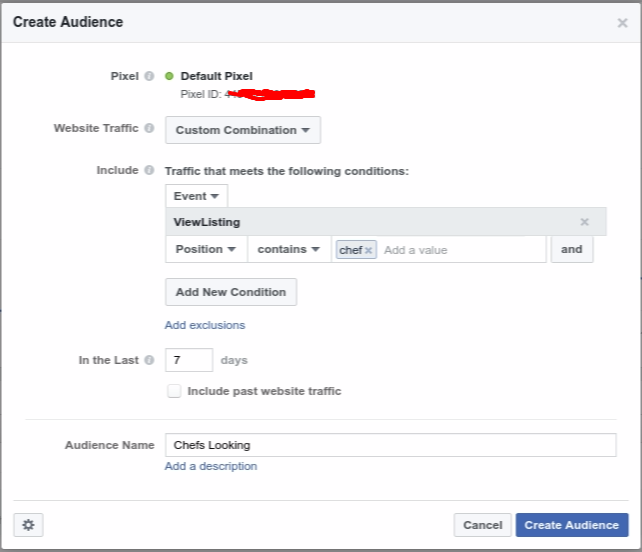 Create Audience
Pixel Default Pixel
Pixel ID:
Website Traffic Custom Combination
Include Traffic that meets the following conditions:
Event
ViewListing
Position contains chef Add a value and
Add New Condition
Add exclusions
In the Last 7 days
Include past website traffic
Audience Name Chefs Looking
Add a description
Cancel Create Audience